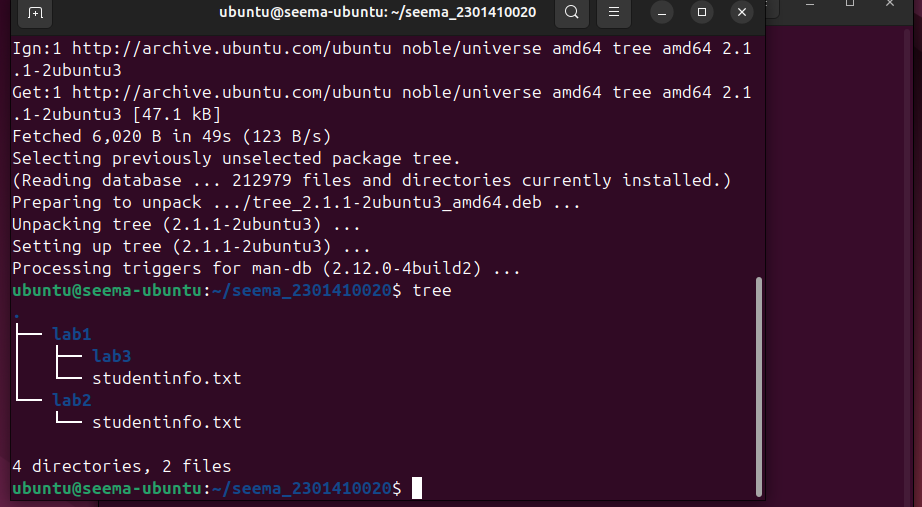 ubuntu@seema-ubuntu: ~/seema_2301410020
Ign:1 http://archive.ubuntu.com/ubuntu noble/universe amd64 tree amd64 2.1
.1-2ubuntu3
Get:1 http://archive.ubuntu.com/ubuntu noble/universe amd64 tree amd64 2.1
.1-2ubuntu3 [47.1 kB]
Fetched 6,020 B in 49s (123 B/s)
Selecting previously unselected package tree.
(Reading database ... 212979 files and directories currently installed.)
Preparing to unpack .../tree_2.1.1-2ubuntu3_amd64.deb ...
Unpacking tree (2.1.1-2ubuntu3) ...
Setting up tree (2.1.1-2ubuntu3) ...
Processing triggers for man-db (2.12.0-4build2) ...
ubuntu@seema-ubuntu:~/seema_2301410020$ tree
.
├── lab1
│   ├── lab3
│   └── studentinfo.txt
└── lab2
    └── studentinfo.txt
4 directories, 2 files
ubuntu@seema-ubuntu:~/seema_2301410020$